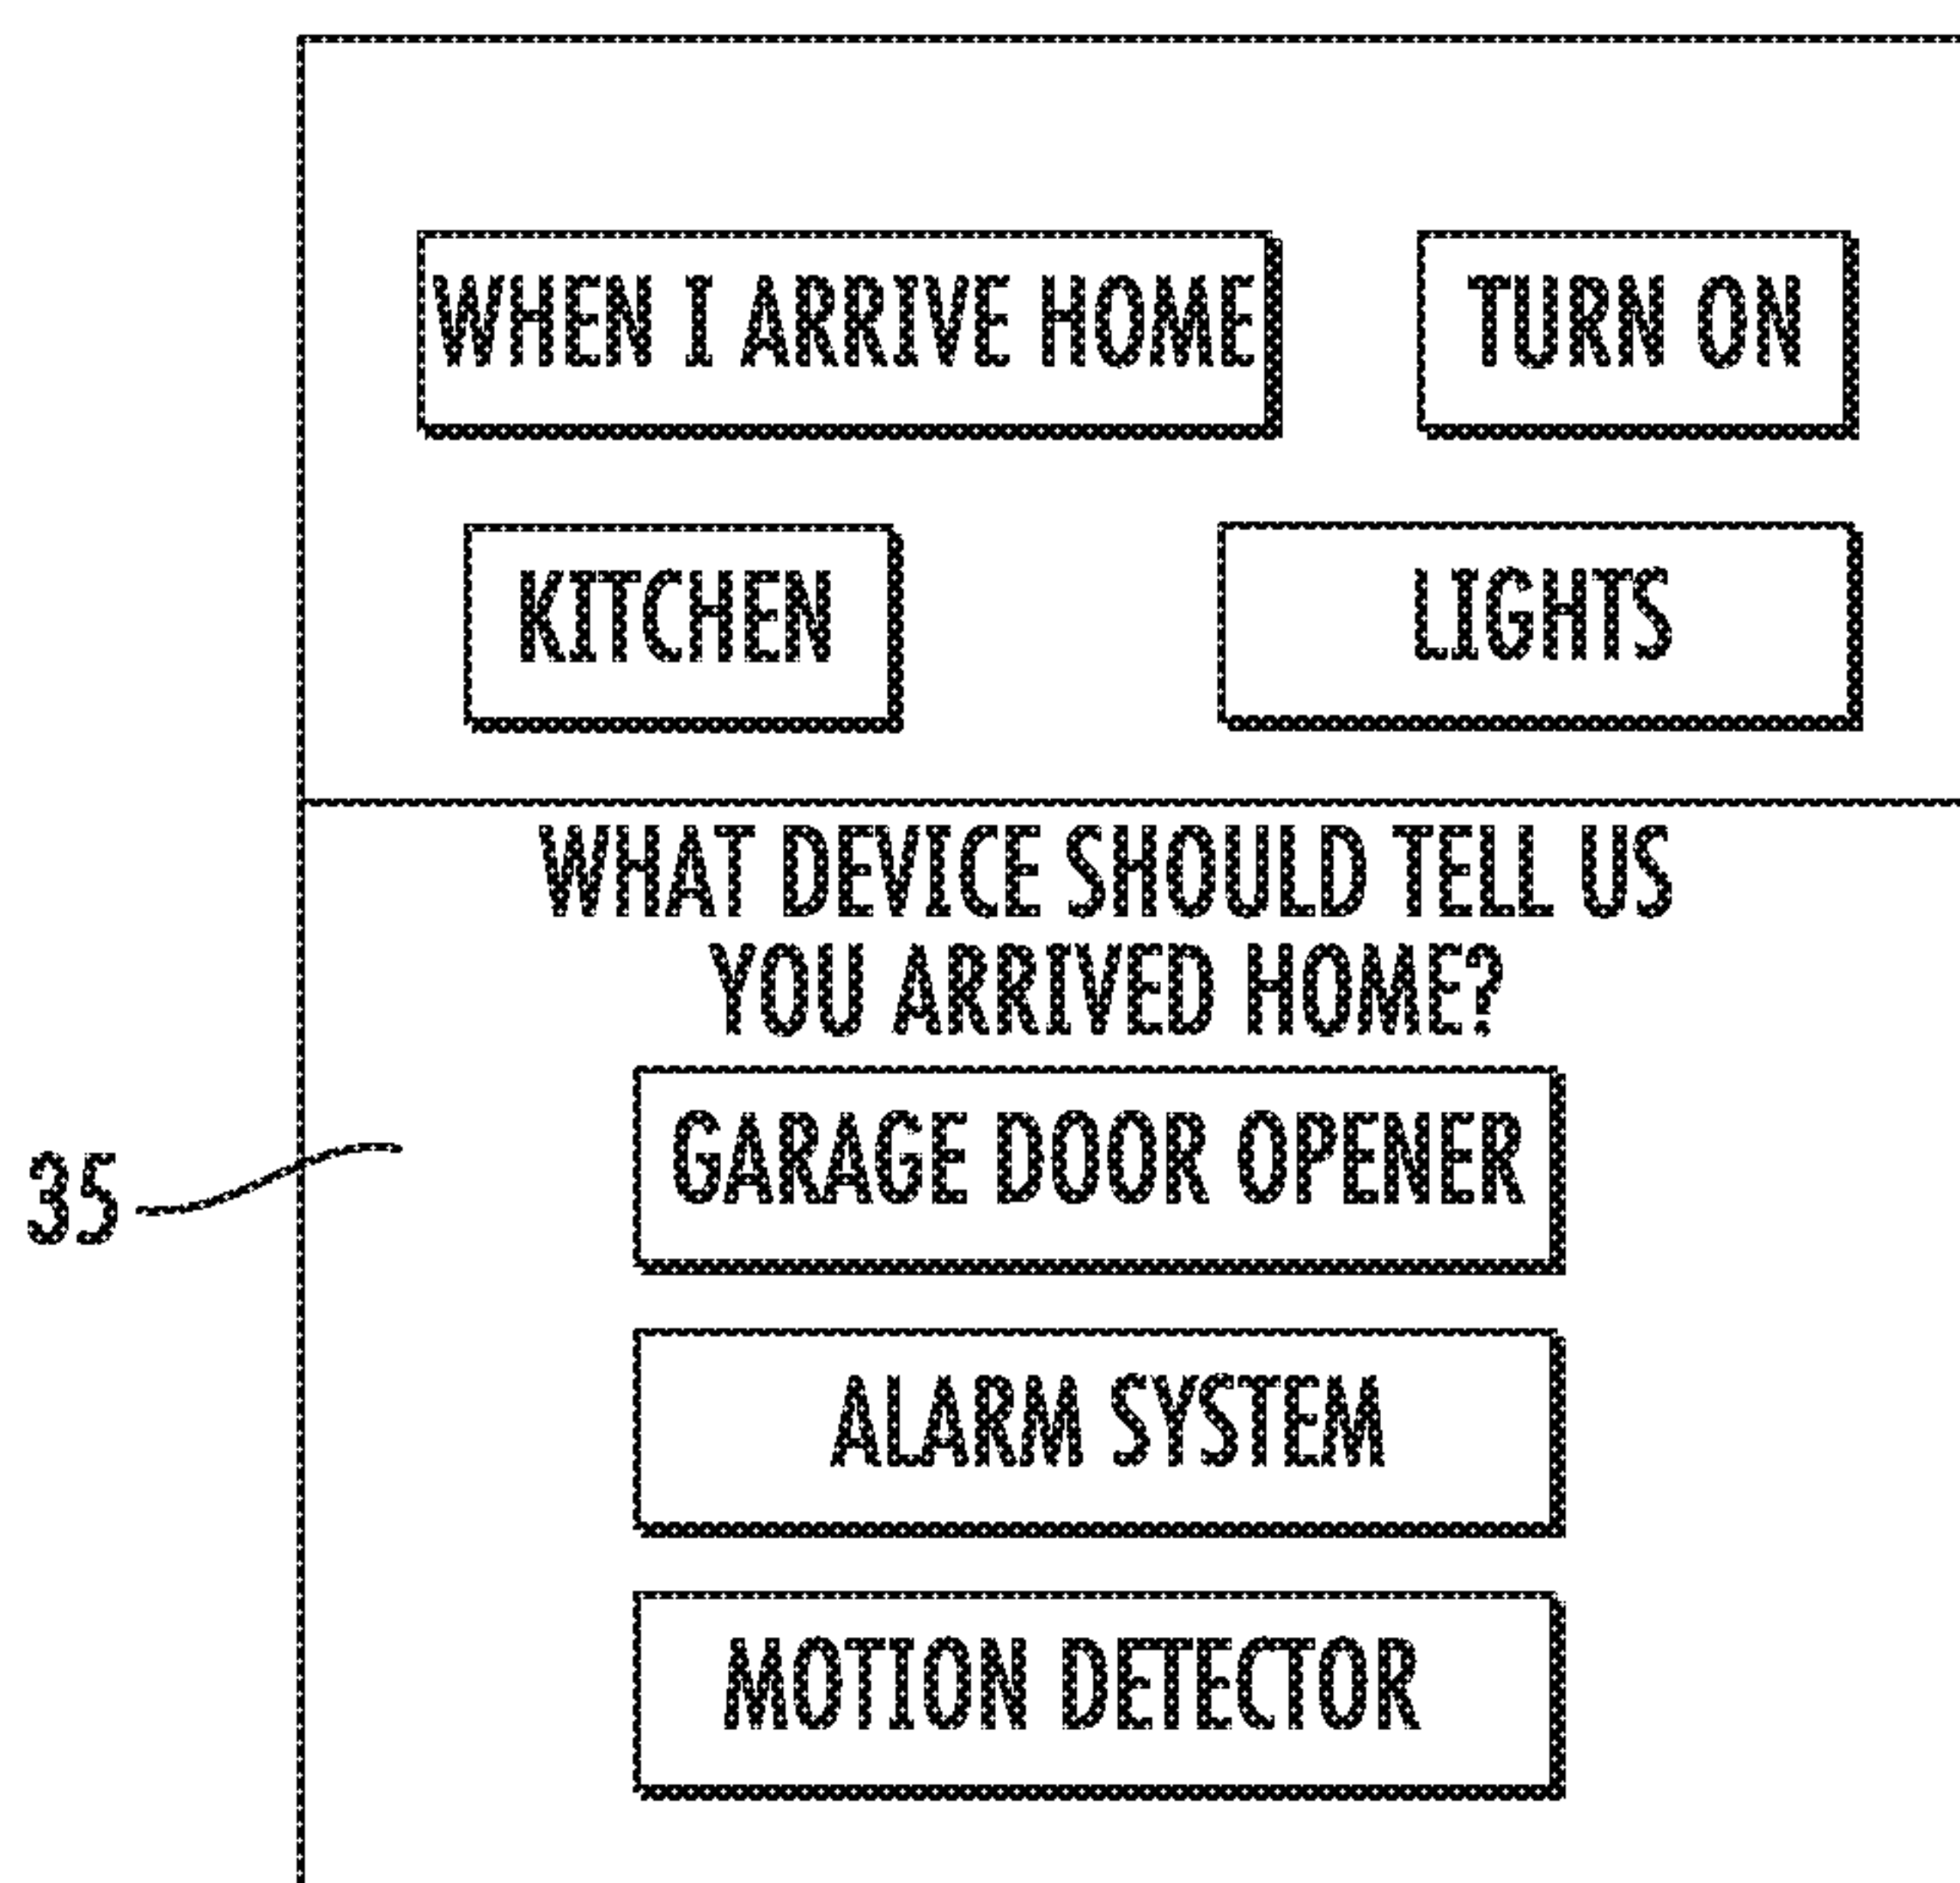 WHEN I ARRIVE HOME TURN ON
KITCHEN LIGHTS
WHAT DEVICE SHOULD TELL US
YOU ARRIVED HOME?
GARAGE DOOR OPENER
35
ALARM SYSTEM
MOTION DETECTOR